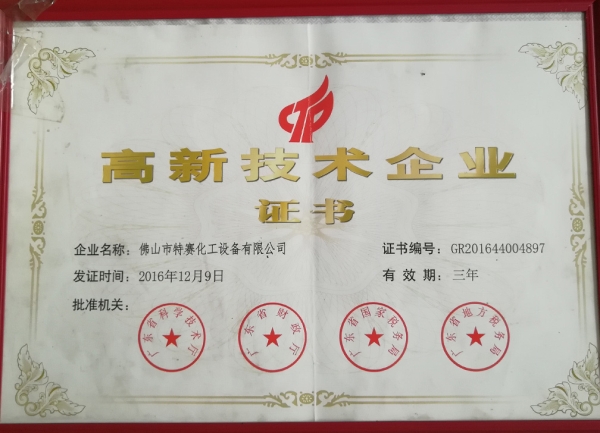 高新技术企业
证书
企业名称：佛山市特赛化工设备有限公司
证书编号：GR201644004897
发证时间：2016年12月9日
有效期：三年
批准机关：
广东省科学技术厅
广东省财政厅
广东省国家税务局
广东省地方税务局